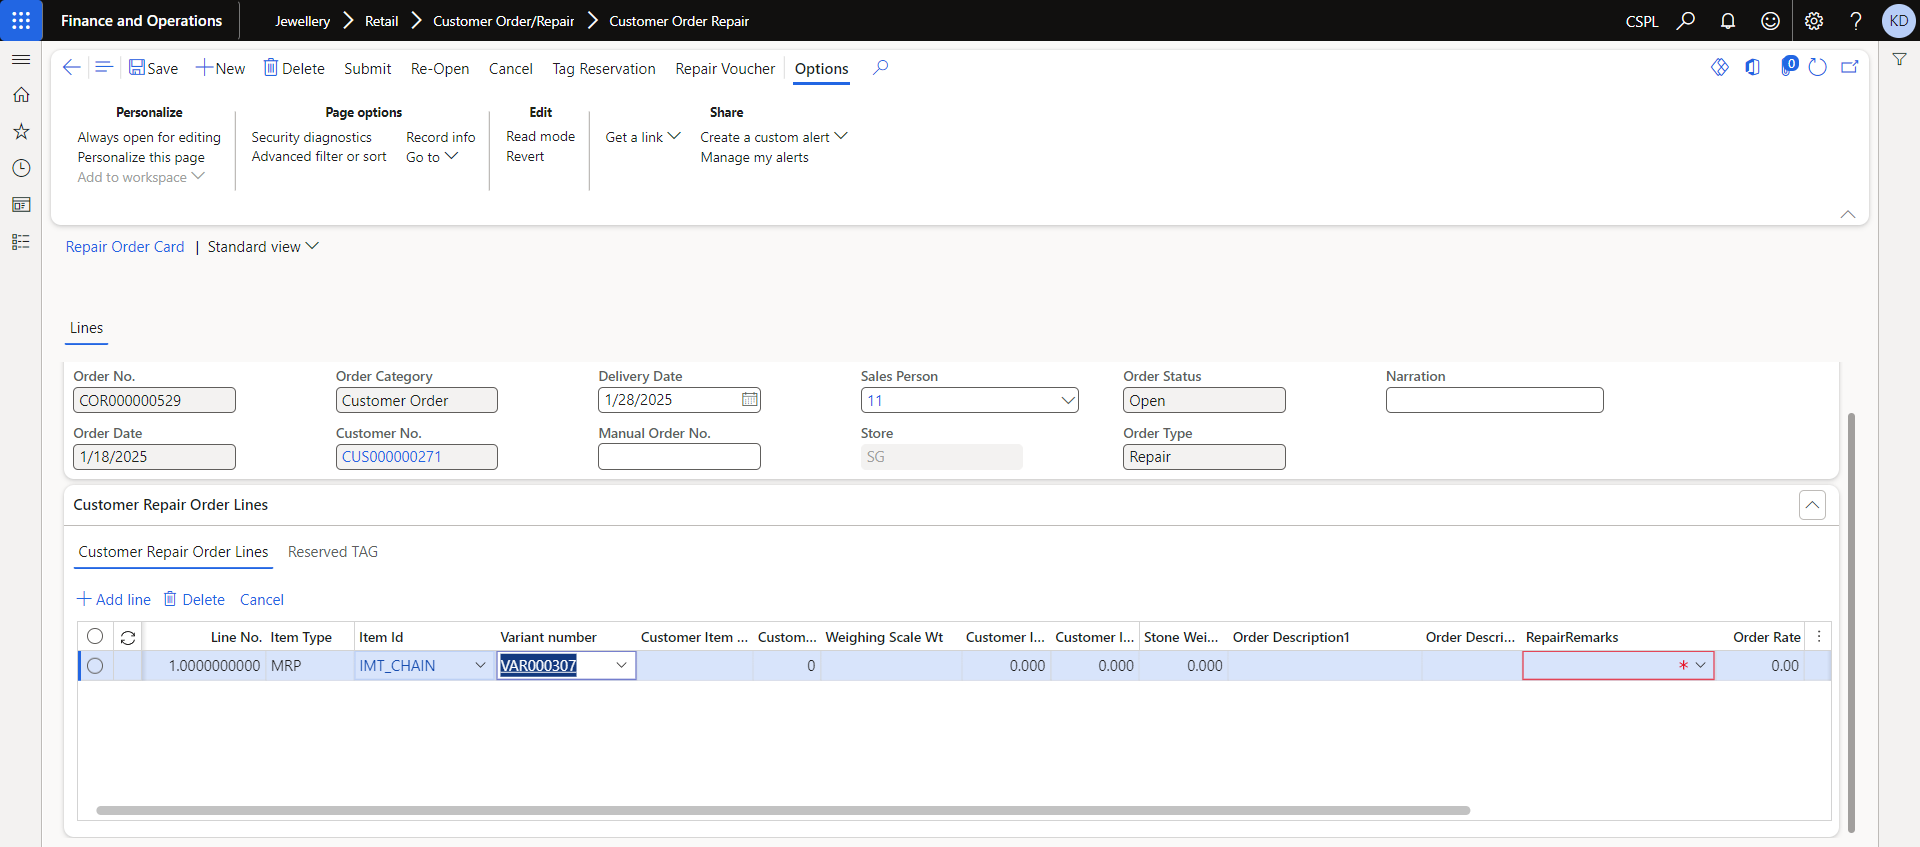 Finance and Operations
Jewellery > Retail > Customer Order/Repair > Customer Order Repair
CSPL
KD
Save
New
Delete
Submit
Re-Open
Cancel
Tag Reservation
Repair Voucher
Options
0
Personalize
Always open for editing
Personalize this page
Add to workspace
Page options
Security diagnostics
Advanced filter or sort
Record info
Go to
Edit
Read mode
Revert
Get a link
Share
Create a custom alert
Manage my alerts
Repair Order Card | Standard view
Lines
Order No.
COR000000529
Order Category
Customer Order
Delivery Date
1/28/2025
Sales Person
11
Order Status
Open
Narration
Order Date
1/18/2025
Customer No.
CUS000000271
Manual Order No.
Store
SG
Order Type
Repair
Customer Repair Order Lines
Customer Repair Order Lines
Reserved TAG
Add line
Delete
Cancel
Line No. Item Type Item Id Variant number Customer Item ... Custom... Weighing Scale Wt Customer I... Customer I... Stone Wei... Order Description1 Order Descri... RepairRemarks Order Rate
1.0000000000 MRP IMT_CHAIN VAR000307 0 0.000 0.000 0.000 * 0.00